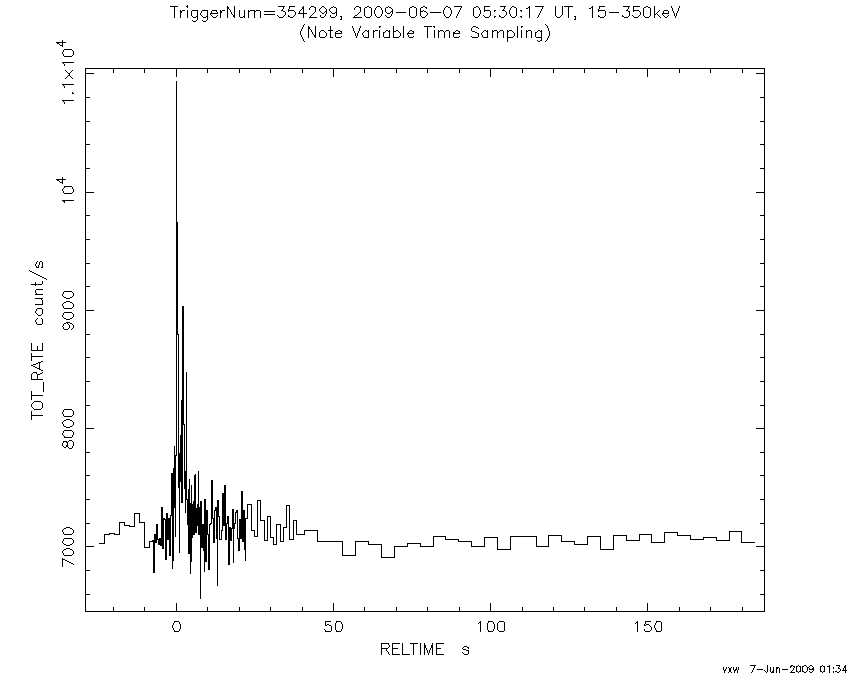 TriggerNum=354299, 2009-06-07 05:30:17 UT, 15-350keV
(Note Variable Time Sampling)
1.1×10⁴
10⁴
9000
8000
7000
TOT_RATE count/s
0 50 100 150
RELTIME s
vxw 7-Jun-2009 01:34